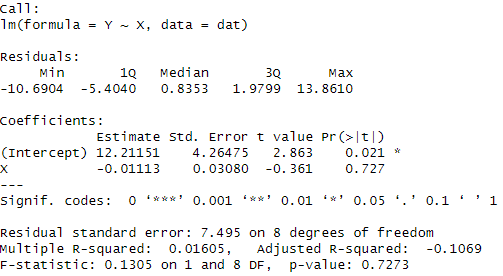 Call:
lm(formula = Y ~ X, data = dat)
Residuals:
Min 1Q Median 3Q Max
-10.6904 -5.4040 0.8353 1.9799 13.8610
Coefficients:
Estimate Std. Error t value Pr(>|t|)
(Intercept) 12.21151 4.26475 2.863 0.021 *
X -0.01113 0.03080 -0.361 0.727
---
Signif. codes: 0 ‘***’ 0.001 ‘**’ 0.01 ‘*’ 0.05 ‘.’ 0.1 ‘ ’ 1
Residual standard error: 7.495 on 8 degrees of freedom
Multiple R-squared: 0.01605, Adjusted R-squared: -0.1069
F-statistic: 0.1305 on 1 and 8 DF, p-value: 0.7273